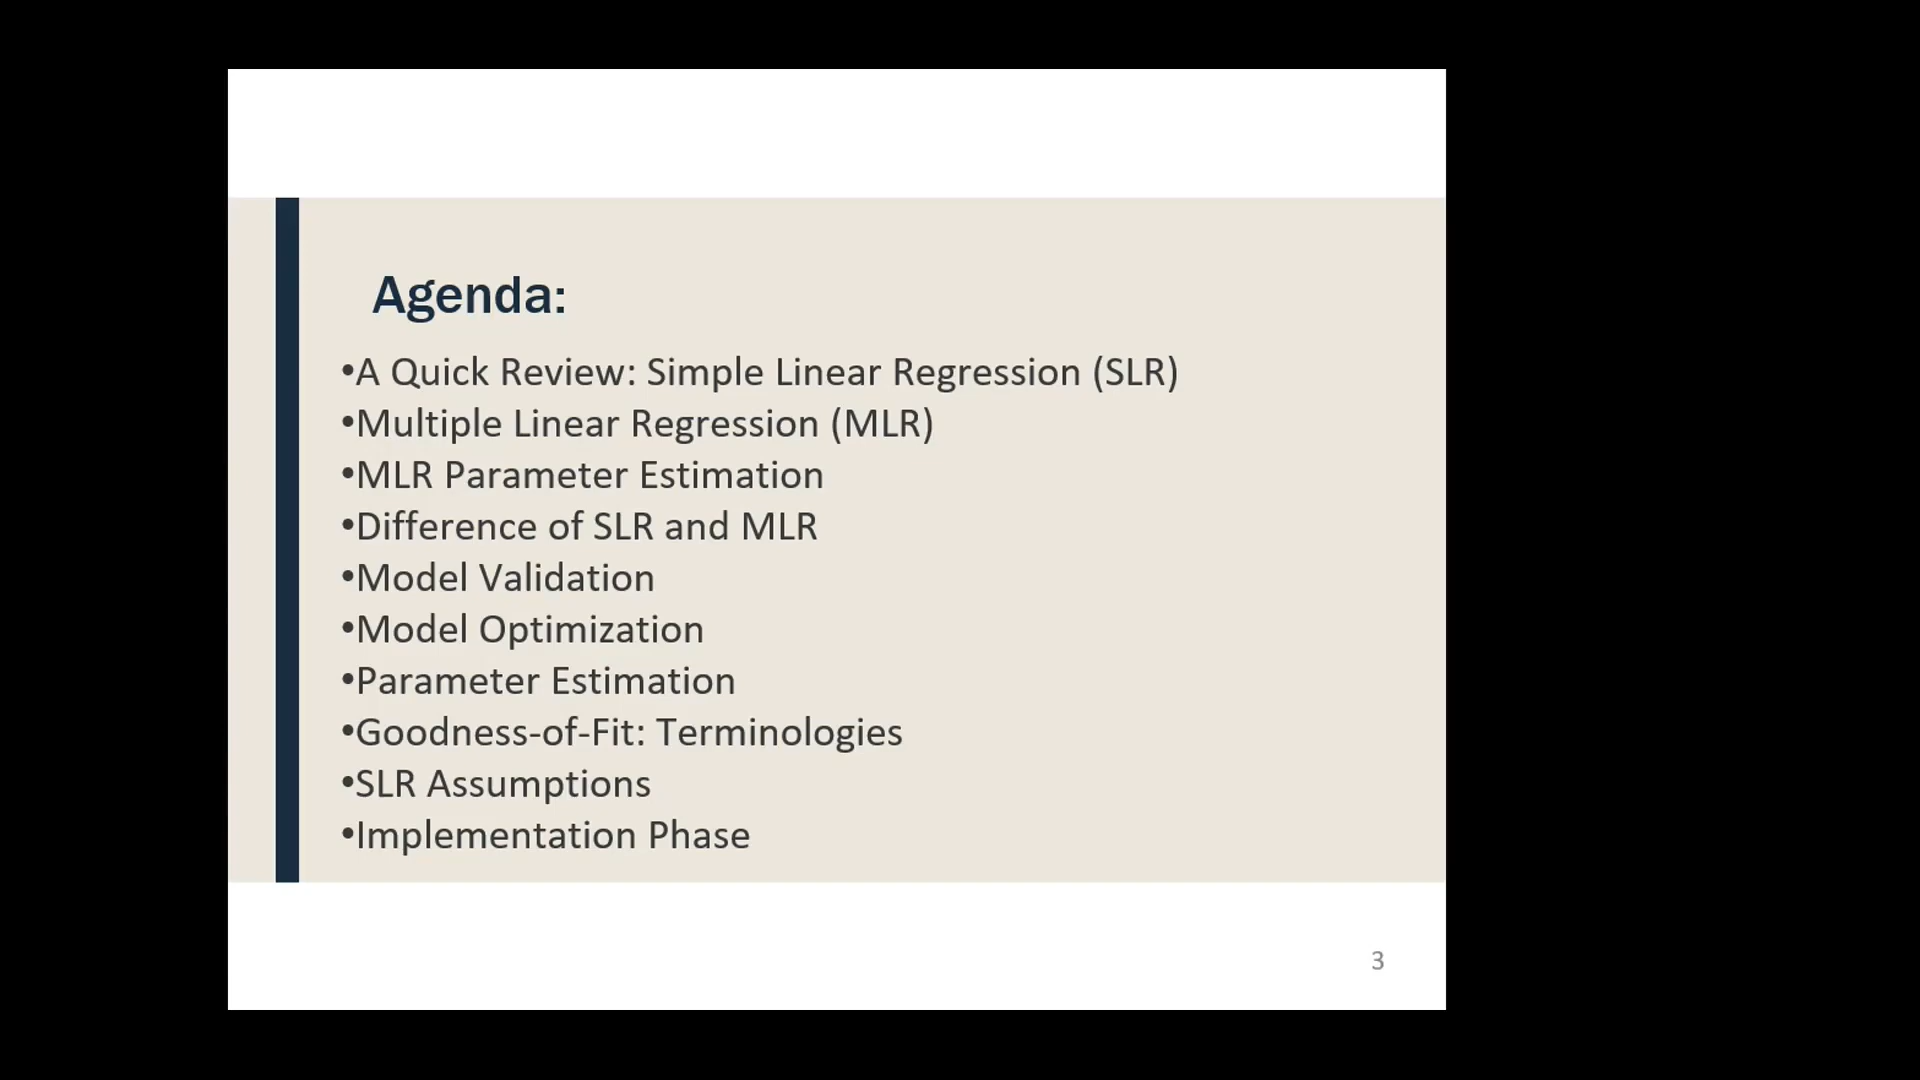 Agenda:
•A Quick Review: Simple Linear Regression (SLR)
•Multiple Linear Regression (MLR)
•MLR Parameter Estimation
•Difference of SLR and MLR
•Model Validation
•Model Optimization
•Parameter Estimation
•Goodness-of-Fit: Terminologies
•SLR Assumptions
•Implementation Phase
3